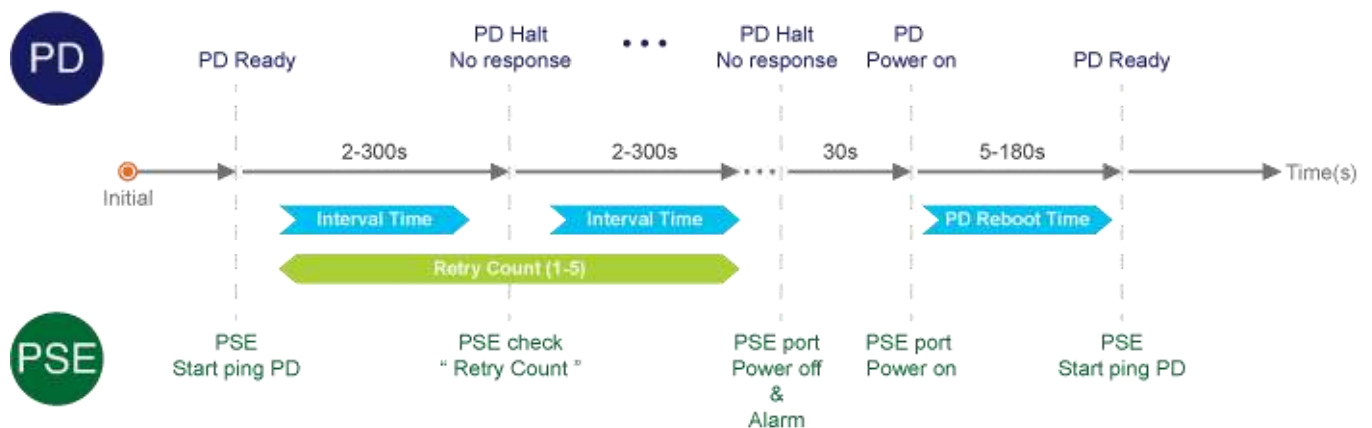 PD
PD Ready
PD Halt
No response
• • •
PD Halt
No response
PD
Power on
PD Ready
2-300s
2-300s
30s
5-180s
Initial
Time(s)
Interval Time
Interval Time
PD Reboot Time
Retry Count (1-5)
PSE
PSE
Start ping PD
PSE check
“ Retry Count ”
PSE port
Power off
&
Alarm
PSE port
Power on
PSE
Start ping PD